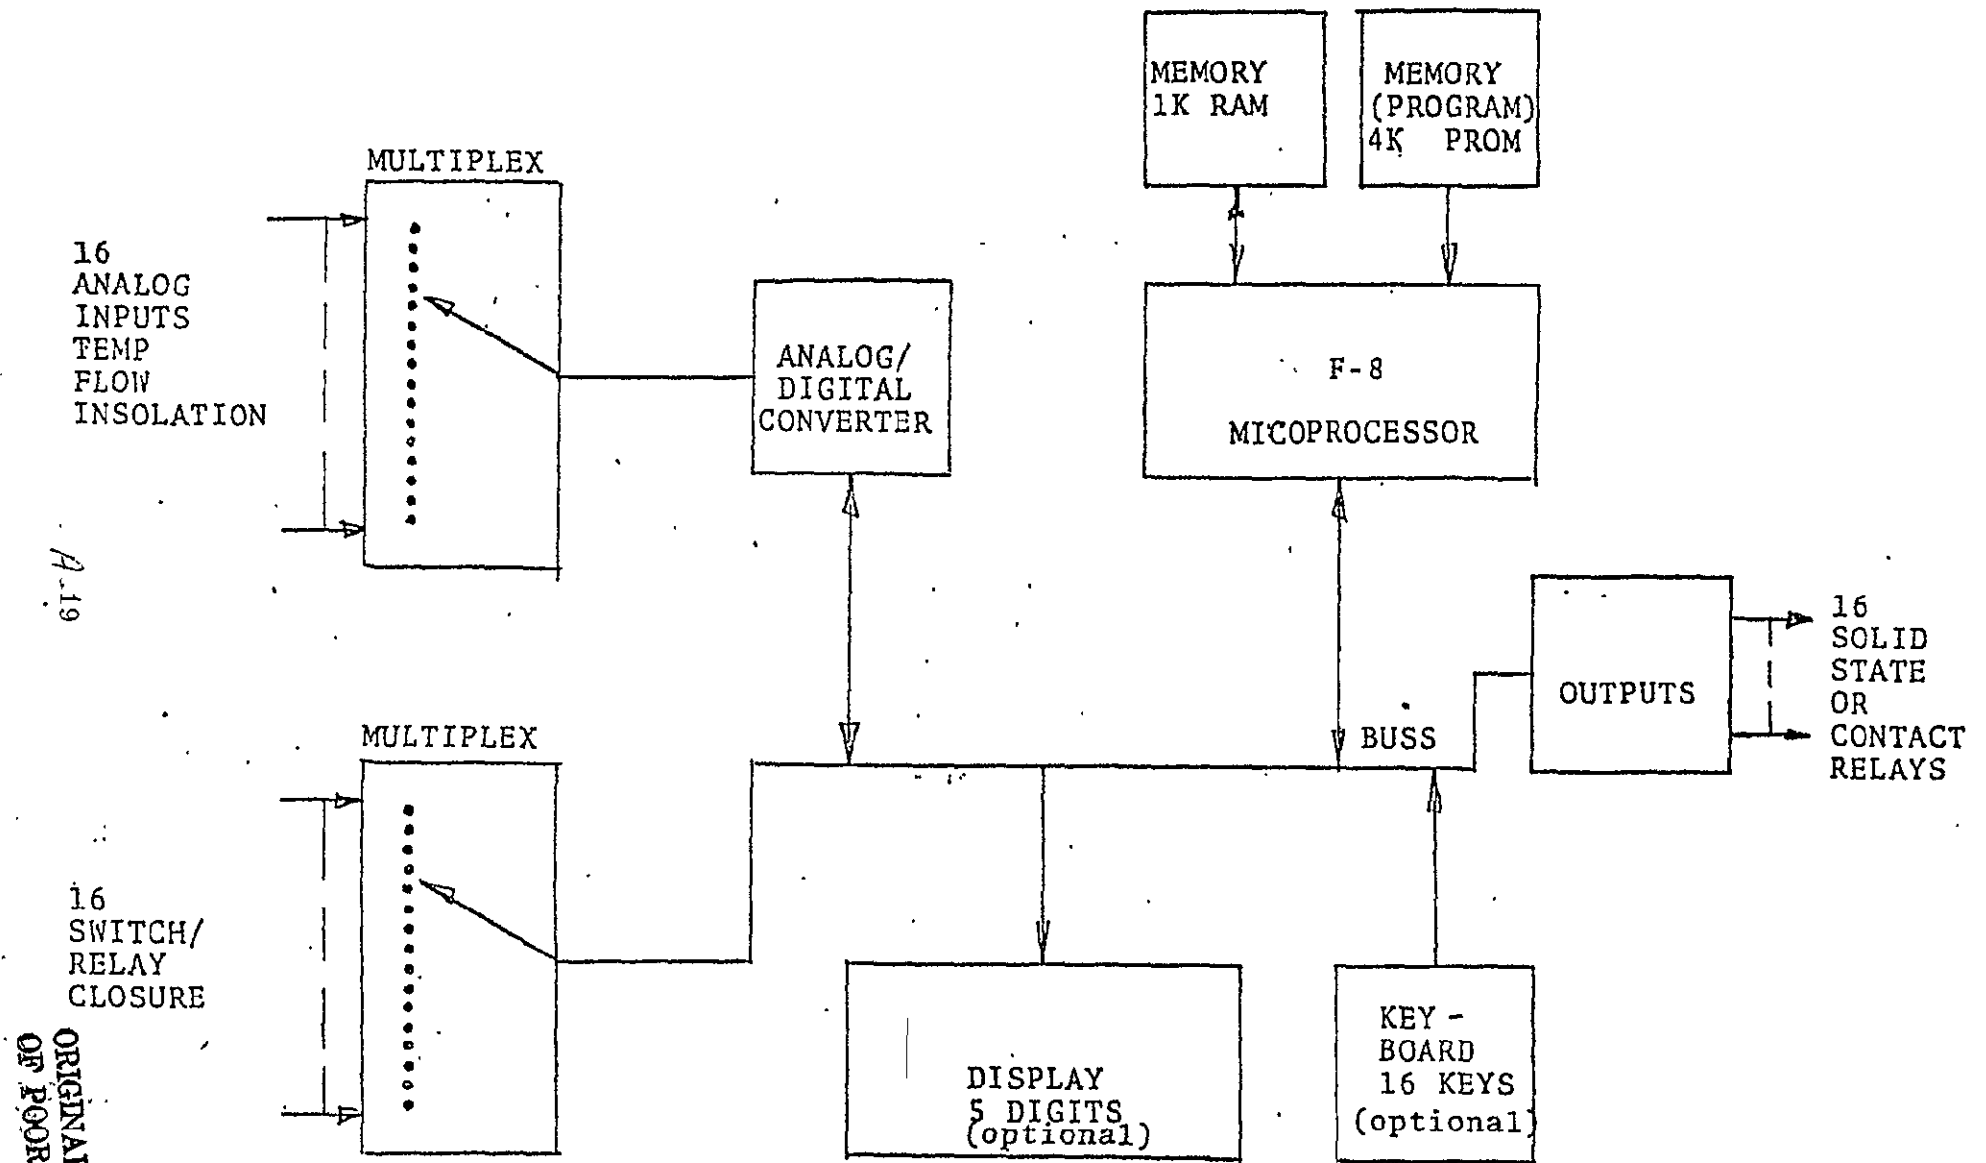 MEMORY
1K RAM
MEMORY
(PROGRAM)
4K PROM
MULTIPLEX
16
ANALOG
INPUTS
TEMP
FLOW
INSOLATION
ANALOG/
DIGITAL
CONVERTER
F-8
MICOPROCESSOR
A-19
MULTIPLEX
BUSS
OUTPUTS
16
SOLID
STATE
OR
CONTACT
RELAYS
16
SWITCH/
RELAY
CLOSURE
DISPLAY
5 DIGITS
(optional)
KEY-
BOARD
16 KEYS
(optional)
ORIGINAL
OF POOR